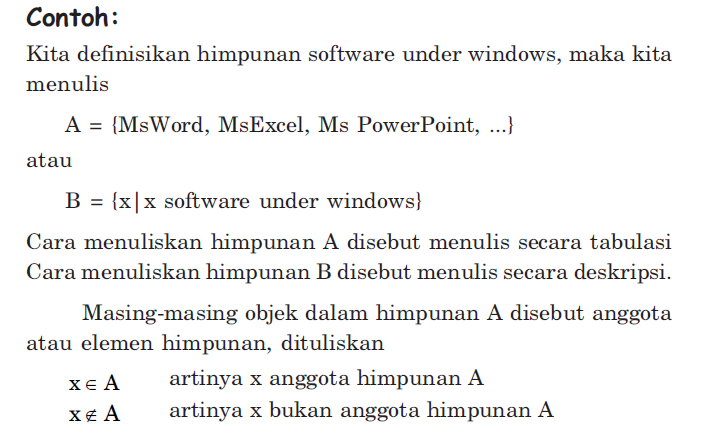 Contoh:
Kita definisikan himpunan software under windows, maka kita
menulis
A = {MsWord, MsExcel, Ms PowerPoint, ...}
atau
B = {x|x software under windows}
Cara menuliskan himpunan A disebut menulis secara tabulasi
Cara menuliskan himpunan B disebut menulis secara deskripsi.
Masing-masing objek dalam himpunan A disebut anggota
atau elemen himpunan, dituliskan
x ∈ A artinya x anggota himpunan A
x ∉ A artinya x bukan anggota himpunan A